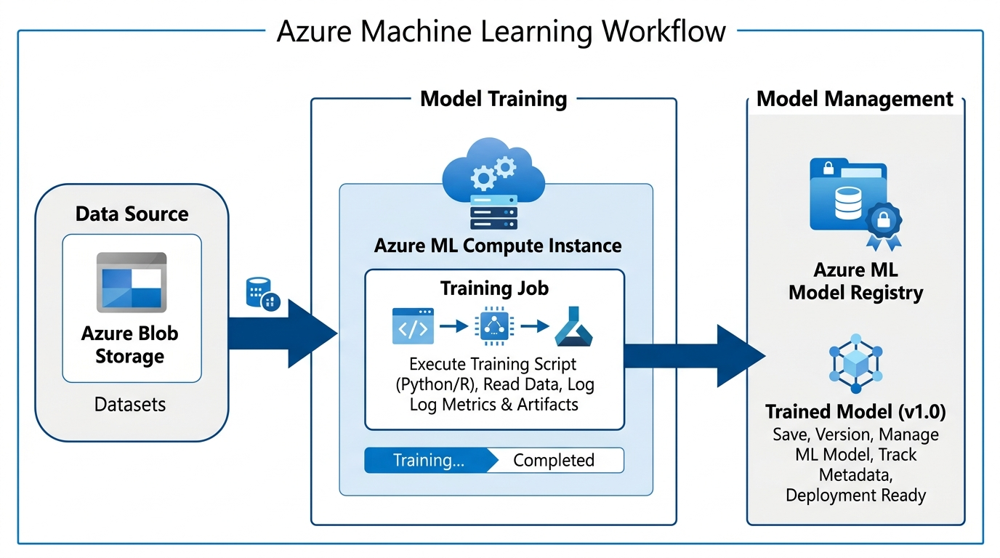 Azure Machine Learning Workflow
Data Source
Azure Blob
Storage
Datasets
Model Training
Azure ML Compute Instance
Training Job
</>
Execute Training Script
(Python/R), Read Data, Log
Log Metrics & Artifacts
Training...
Completed
Model Management
Azure ML
Model Registry
Trained Model (v1.0)
Save, Version, Manage
ML Model, Track
Metadata,
Deployment Ready